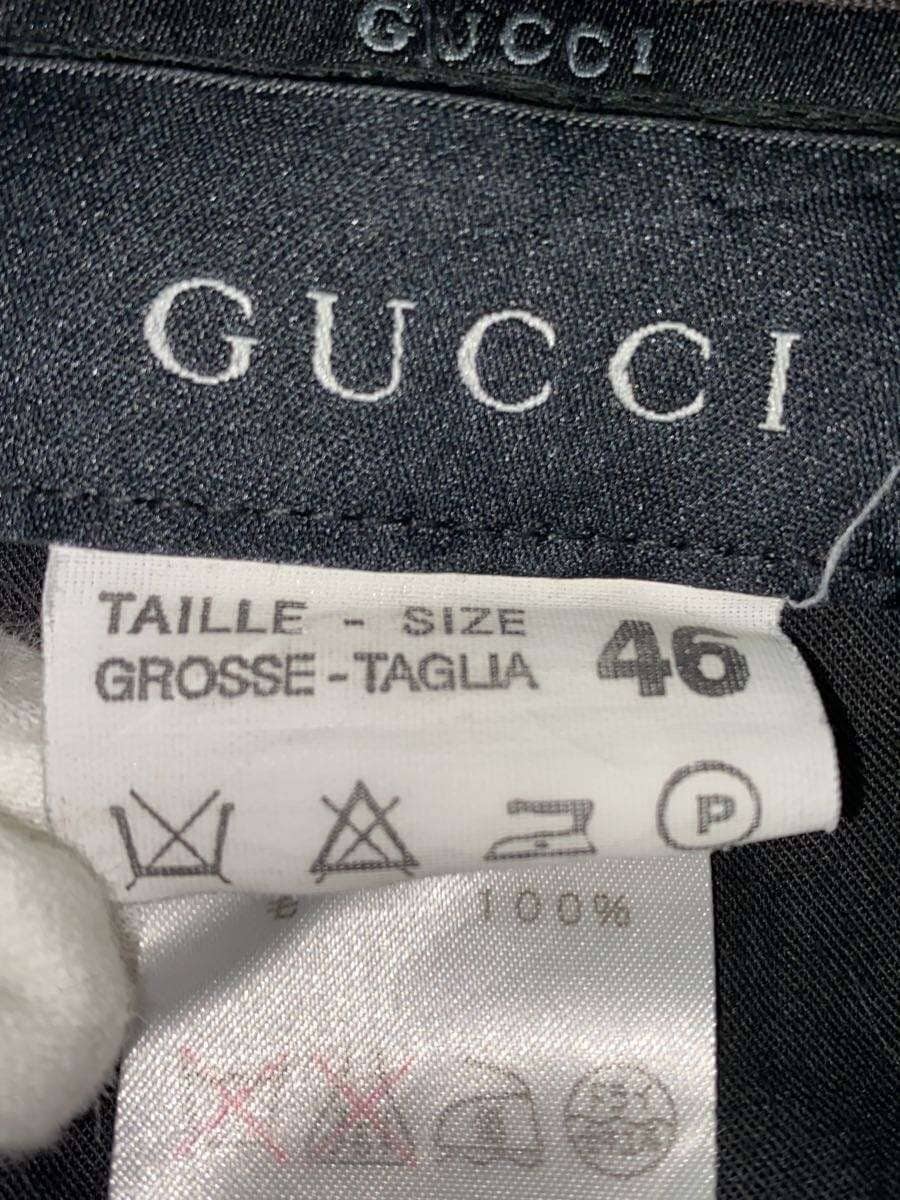 GUCCI
GUCCI
TAILLE - SIZE
GROSSE - TAGLIA 46
P
100%